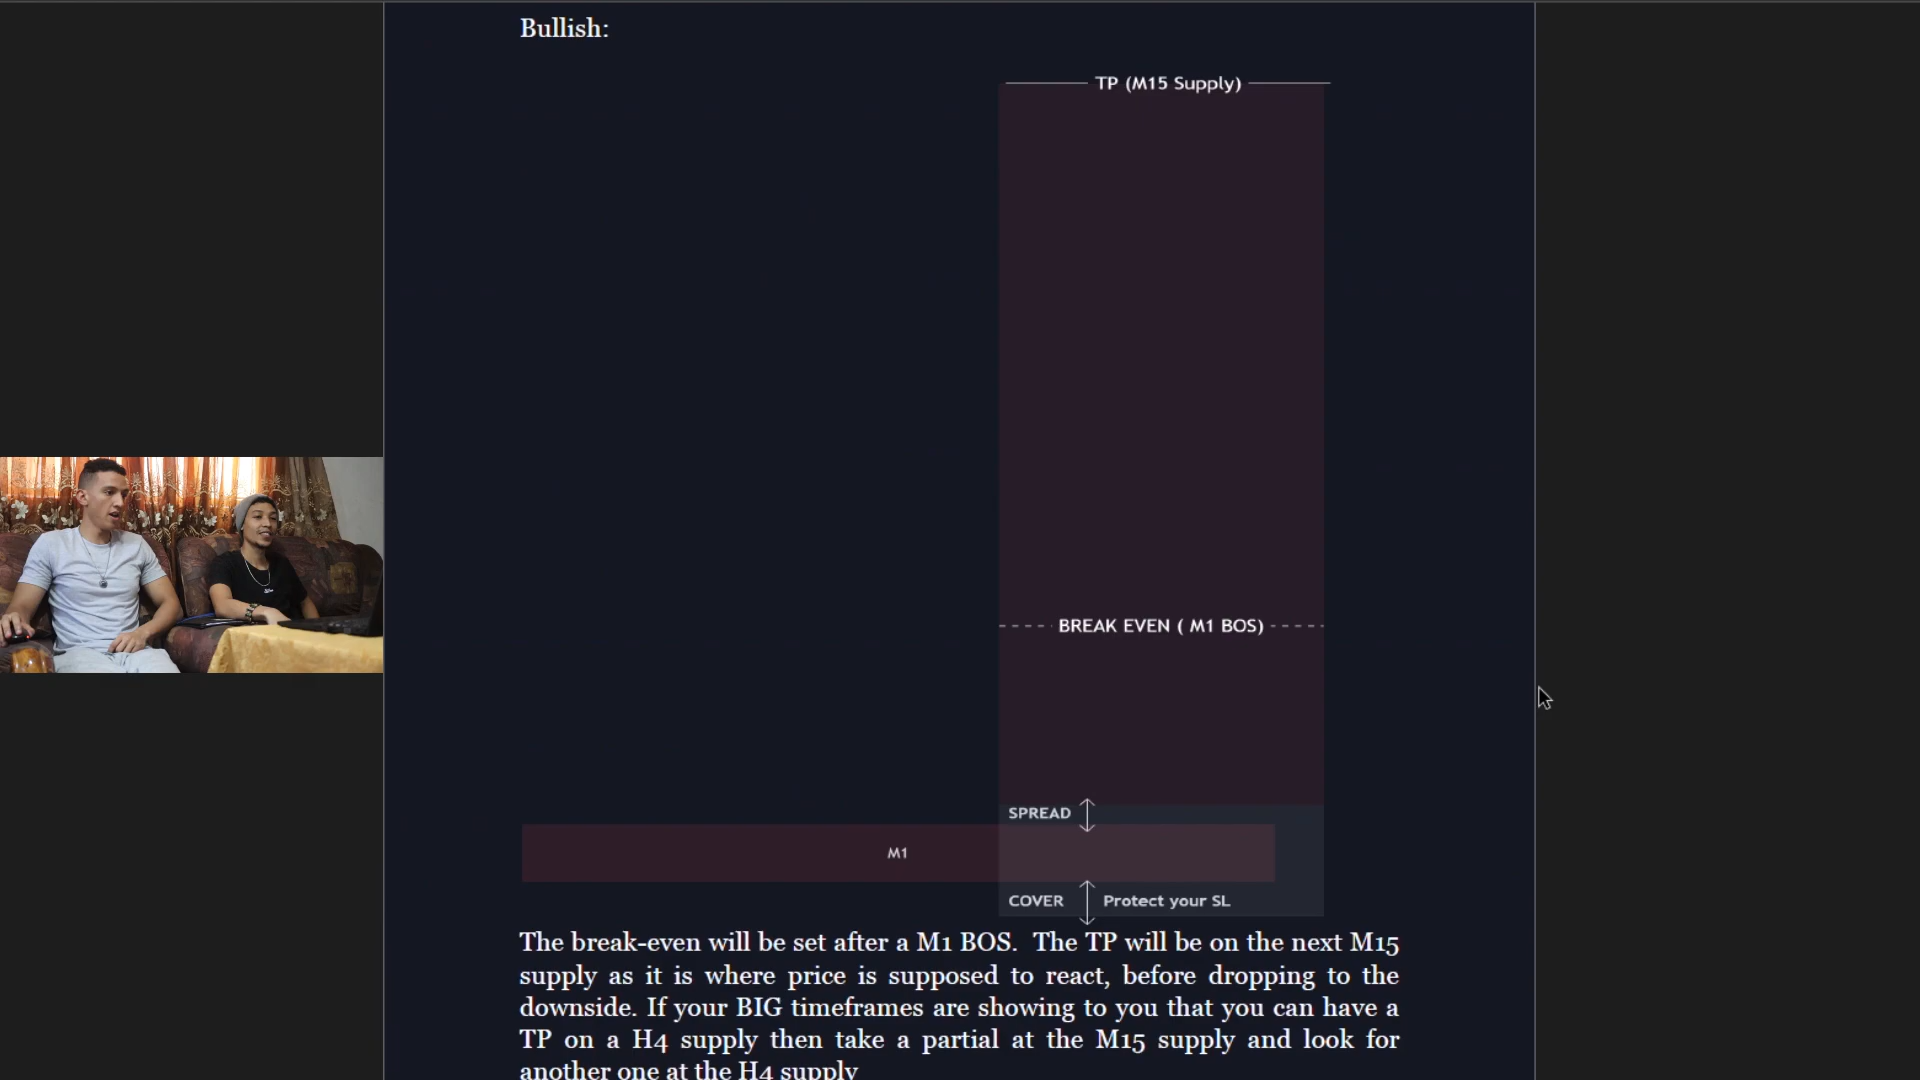 Bullish:
TP (M15 Supply)
BREAK EVEN ( M1 BOS)
SPREAD
M1
COVER
Protect your SL
The break-even will be set after a M1 BOS.  The TP will be on the next M15
supply as it is where price is supposed to react, before dropping to the
downside. If your BIG timeframes are showing to you that you can have a
TP on a H4 supply then take a partial at the M15 supply and look for
another one at the H4 supply